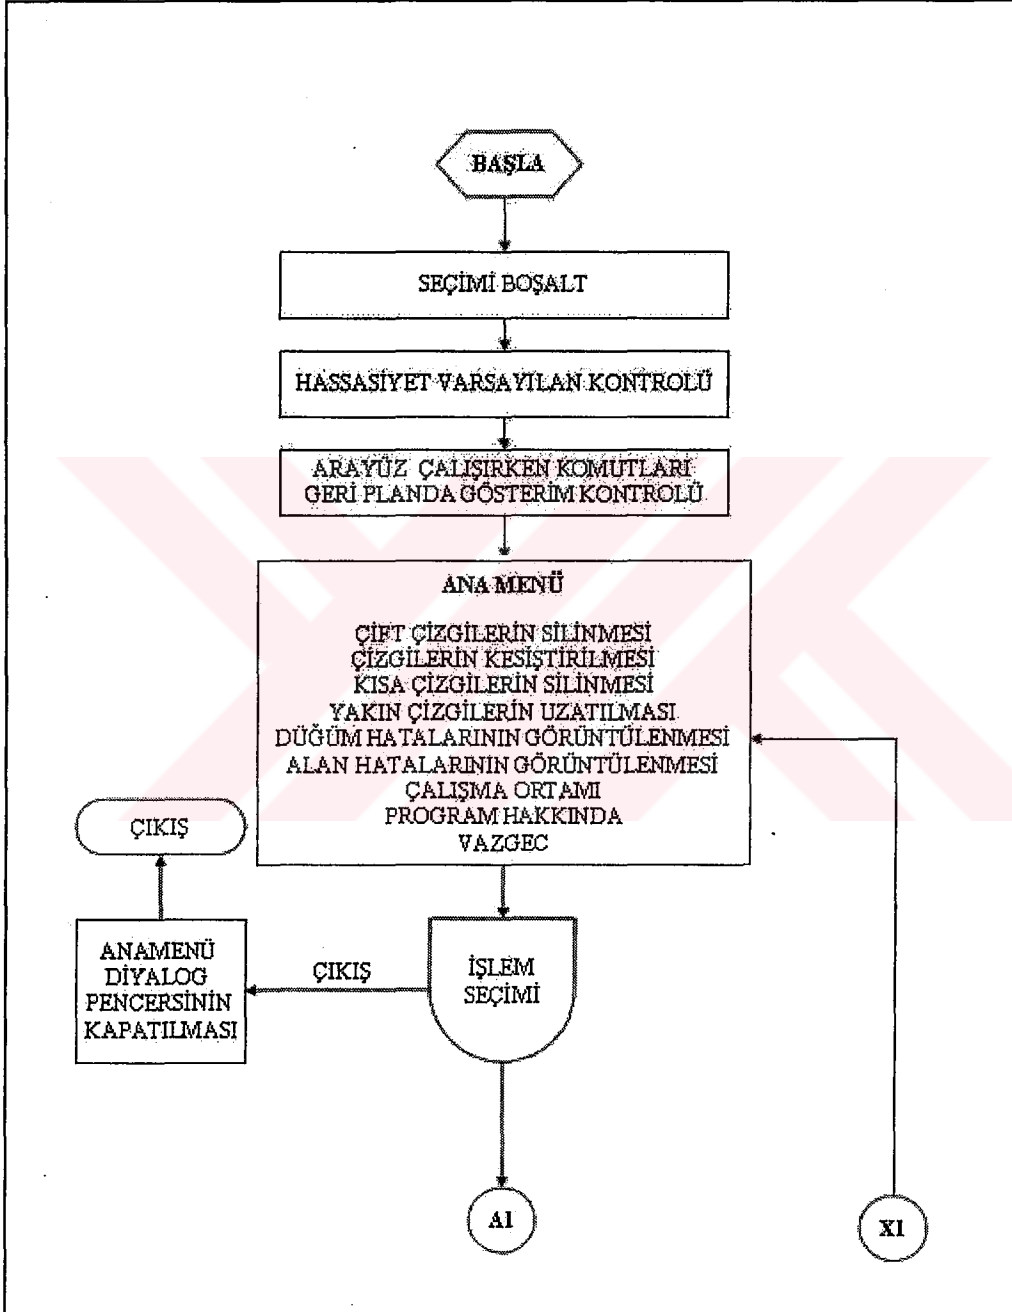 BAŞLA
SEÇİMİ BOŞALT
HASSASİYET VARSAYILAN KONTROLÜ
ARAYÜZ ÇALIŞIRKEN KOMUTLARI
GERİ PLANDA GÖSTERİM KONTROLÜ
ANA MENÜ
ÇİFT ÇİZGİLERİN SİLİNMESİ
ÇİZGİLERİN KESİŞTİRİLMESİ
KISA ÇİZGİLERİN SİLİNMESİ
YAKIN ÇİZGİLERİN UZATILMASI
DÜĞÜM HATALARININ GÖRÜNTÜLENMESİ
ALAN HATALARININ GÖRÜNTÜLENMESİ
ÇALIŞMA ORTAMI
PROGRAM HAKKINDA
VAZGEC
ÇIKIŞ
ANAMENÜ
DİYALOG
PENCERSİNİN
KAPATILMASI
ÇIKIŞ
İŞLEM
SEÇİMİ
A1
X1